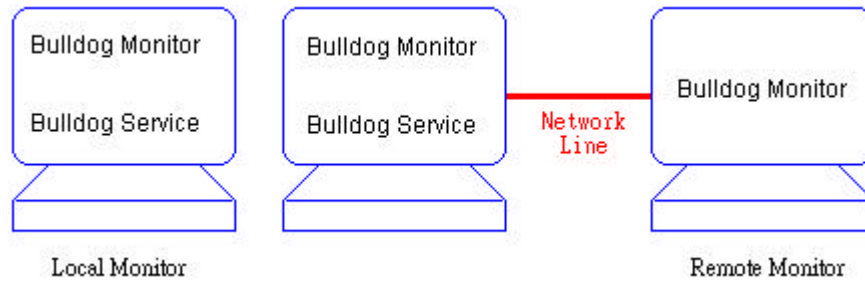 Bulldog Monitor
Bulldog Service
Bulldog Monitor
Bulldog Service
Network
Line
Bulldog Monitor
Local Monitor
Remote Monitor